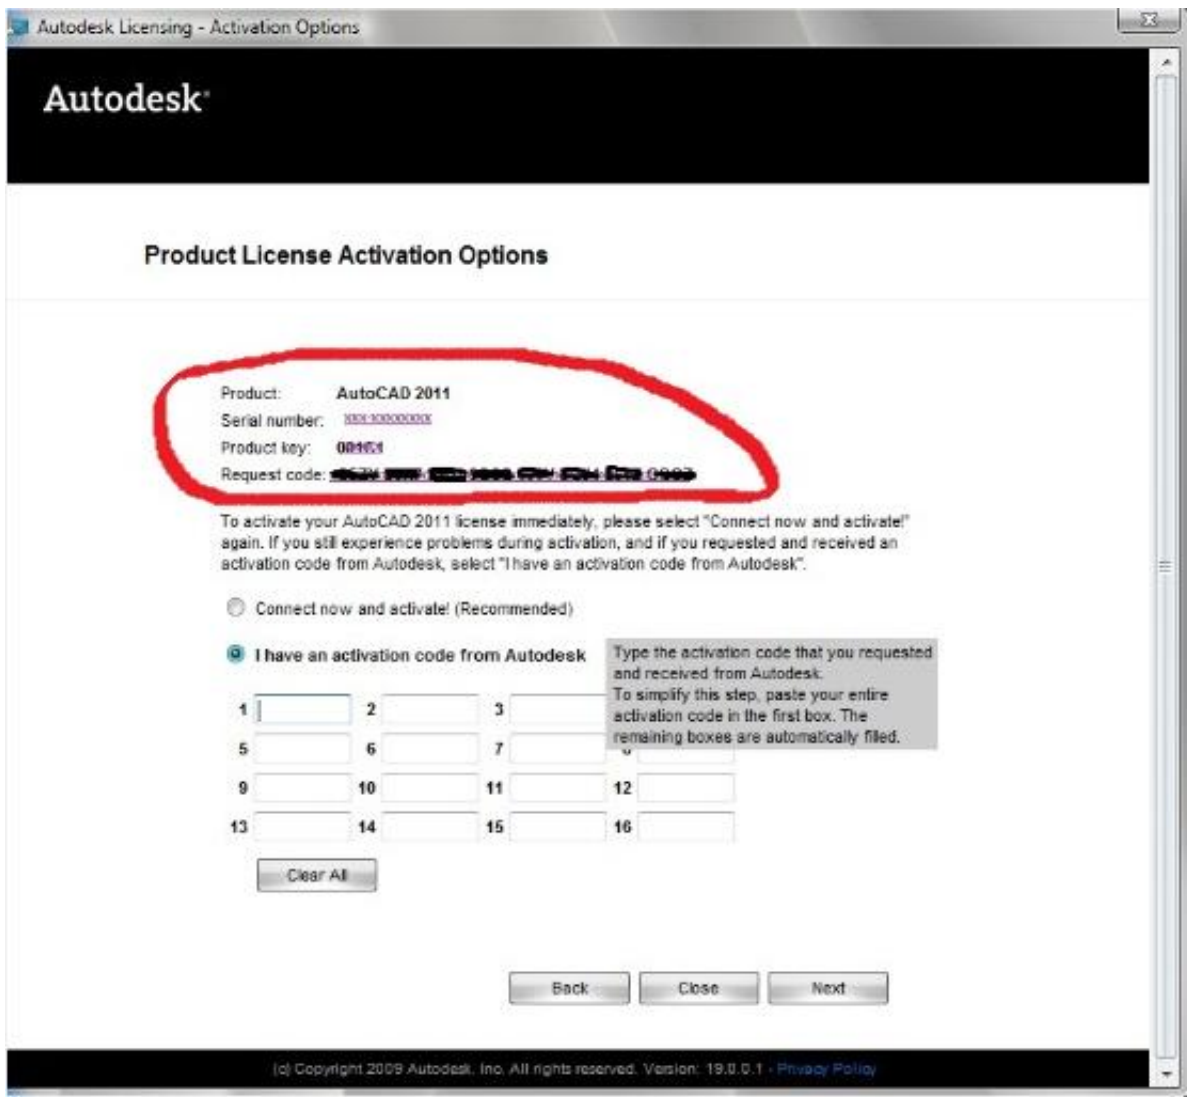 Autodesk Licensing - Activation Options
Autodesk
Product License Activation Options
Product: AutoCAD 2011
Serial number: XXX-XXXXXXXX
Product key:
Request code:
To activate your AutoCAD 2011 license immediately, please select "Connect now and activate!"
again. If you still experience problems during activation, and if you requested and received an
activation code from Autodesk, select "I have an activation code from Autodesk".
Connect now and activate! (Recommended)
I have an activation code from Autodesk
Type the activation code that you requested
and received from Autodesk.
To simplify this step, paste your entire
activation code in the first box. The
remaining boxes are automatically filled.
1 2 3
5 6 7
9 10 11 12
13 14 15 16
Clear All
Back Close Next
(c) Copyright 2009 Autodesk, Inc. All rights reserved. Version: 19.0.0.1 - Privacy Policy